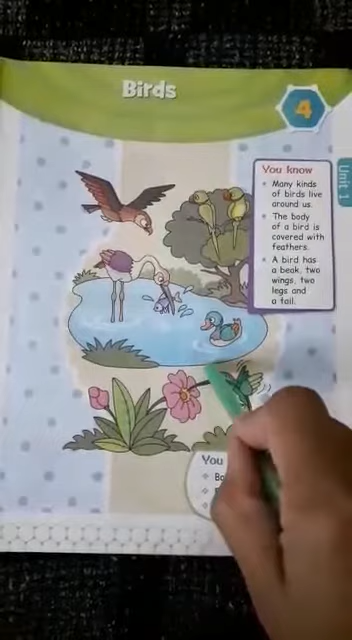 Birds
4
Unit 1
You know
Many kinds
of birds live
around us.
The body
of a bird is
covered with
feathers.
A bird has
a beak, two
wings, two
legs and
a tail.
You